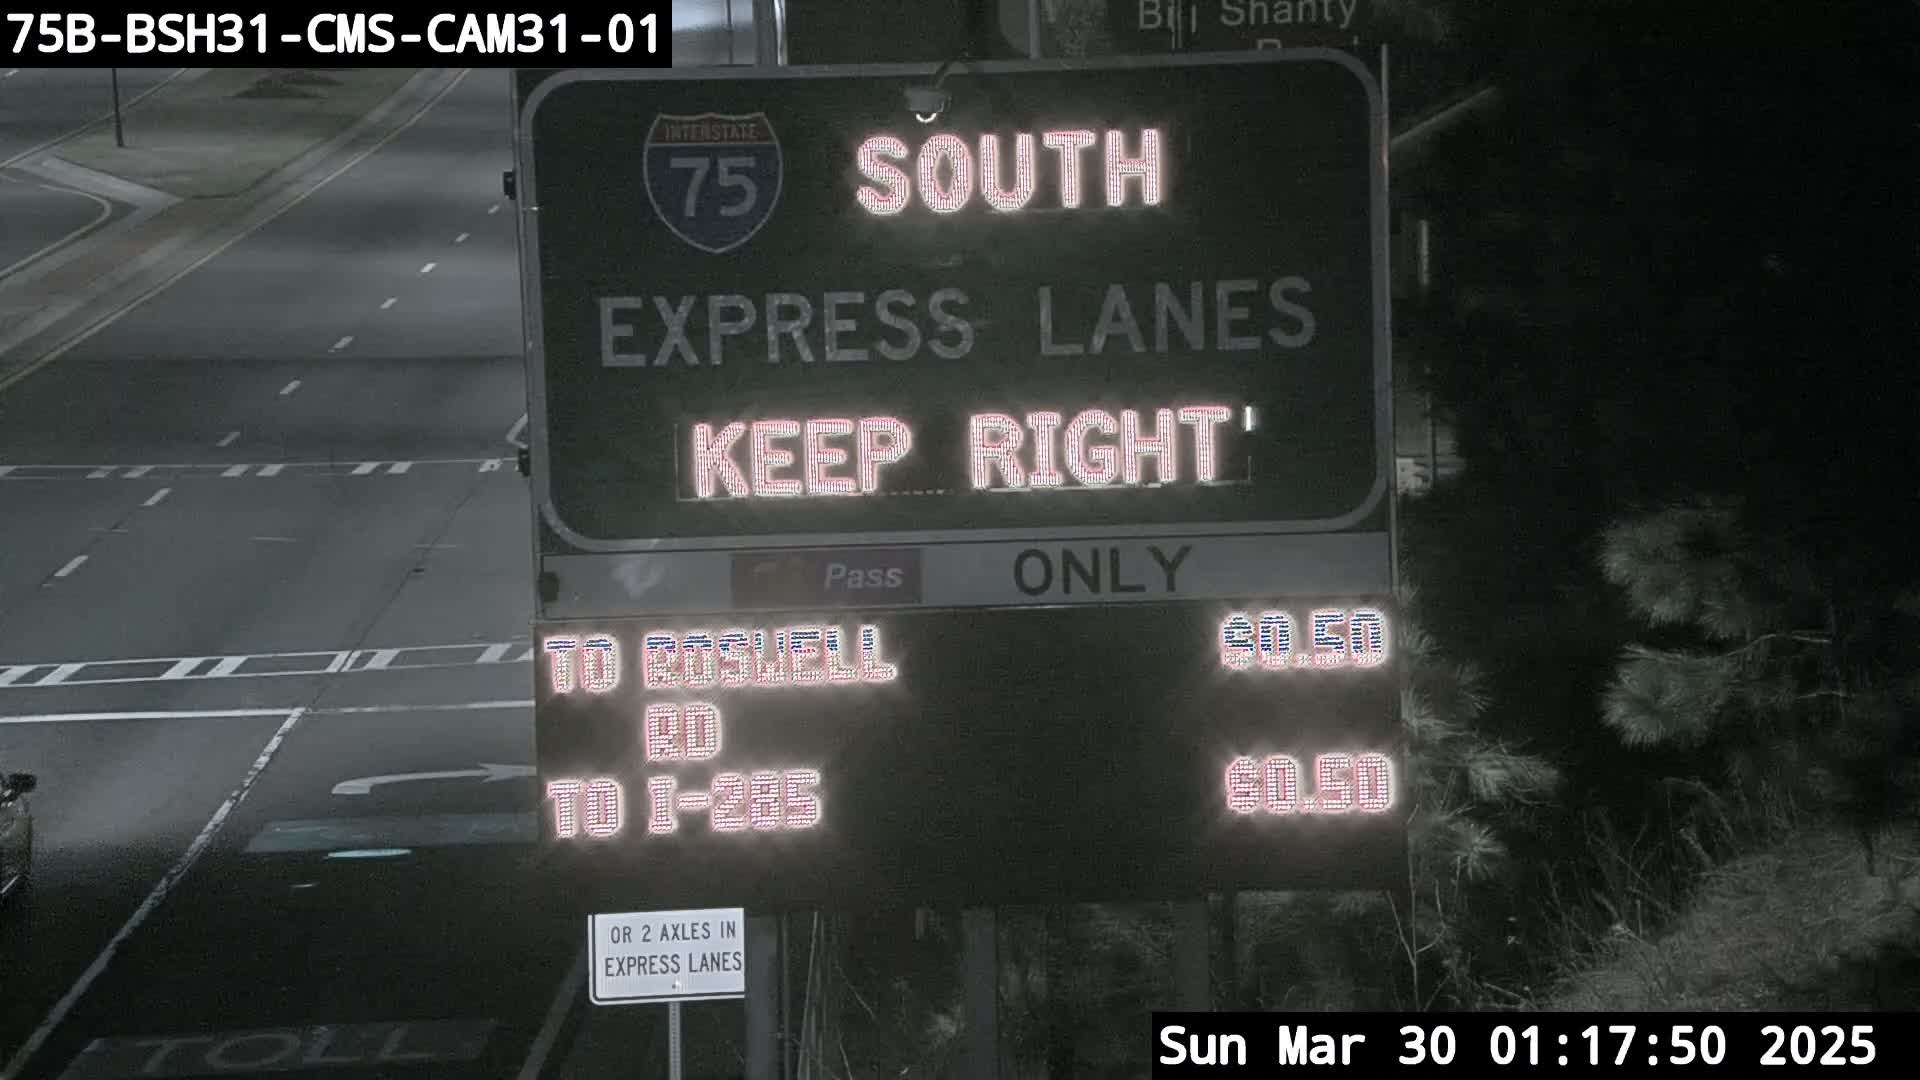 75B-BSH31-CMS-CAM31-01
Shanty
INTERSTATE
75
SOUTH
EXPRESS LANES
KEEP RIGHT
Pass ONLY
TO ROSWELL $0.50
RD
TO I-285 $0.50
OR 2 AXLES IN
EXPRESS LANES
TOLL
Sun Mar 30 01:17:50 2025